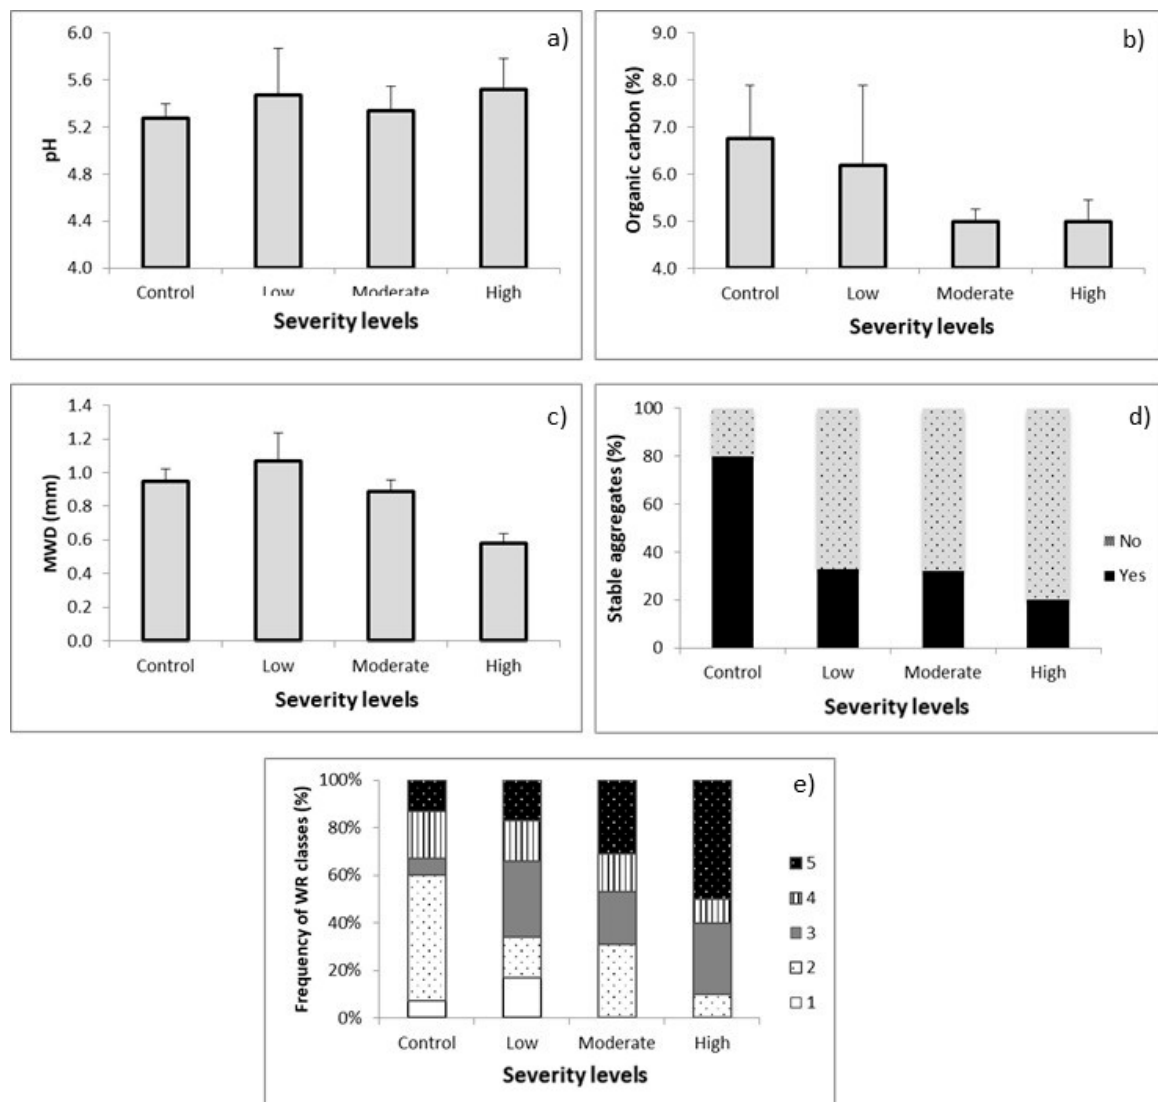 a)
6.0
5.6
5.2
4.8
4.4
4.0
pH
Control Low Moderate High
Severity levels
b)
9.0
8.0
7.0
6.0
5.0
4.0
Organic carbon (%)
Control Low Moderate High
Severity levels
c)
1.4
1.2
1.0
0.8
0.6
0.4
0.2
0.0
MWD (mm)
Control Low Moderate High
Severity levels
d)
100
80
60
40
20
0
Stable aggregates (%)
No
Yes
Control Low Moderate High
Severity levels
e)
100%
80%
60%
40%
20%
0%
Frequency of WR classes (%)
5
4
3
2
1
Control Low Moderate High
Severity levels